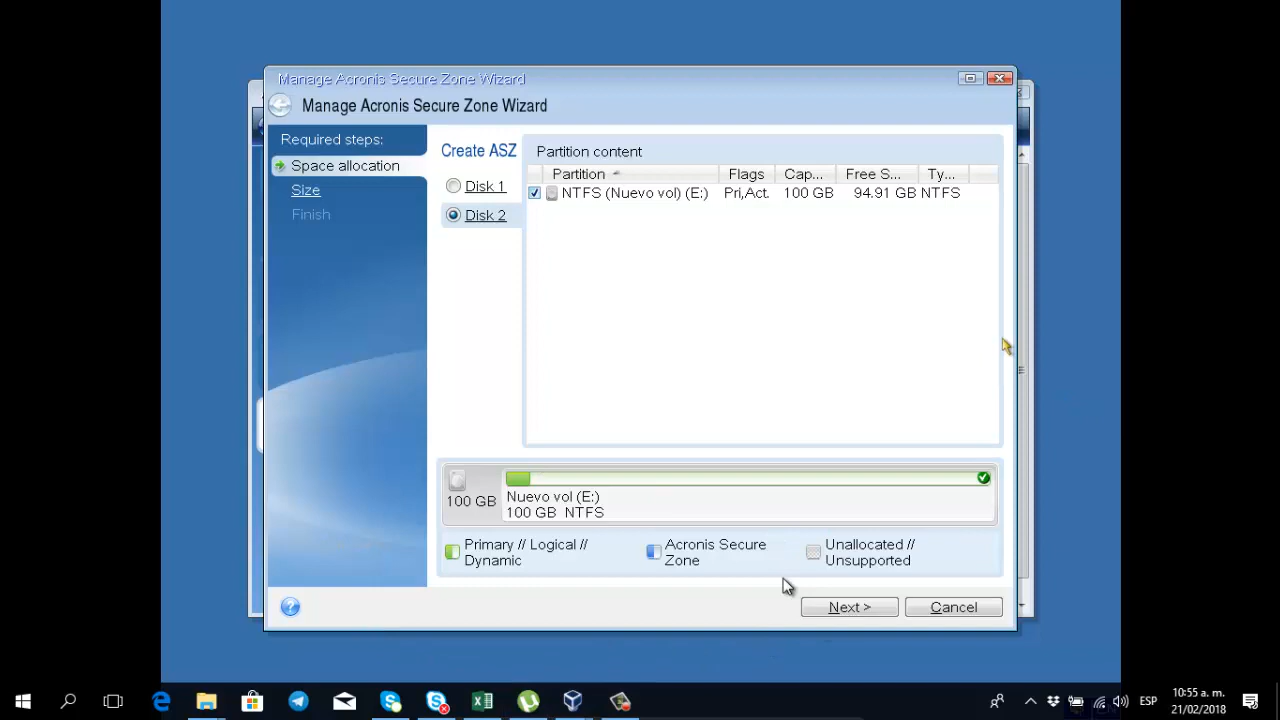 Manage Acronis Secure Zone Wizard
Manage Acronis Secure Zone Wizard
Required steps:
Space allocation
Size
Finish
Create ASZ
Disk 1
Disk 2
Partition content
Partition Flags Cap... Free S... Ty...
NTFS (Nuevo vol) (E:) Pri,Act. 100 GB 94.91 GB NTFS
100 GB
Nuevo vol (E:)
100 GB NTFS
Primary // Logical // Dynamic
Acronis Secure Zone
Unallocated // Unsupported
Next >
Cancel
ESP
10:55 a. m.
21/02/2018